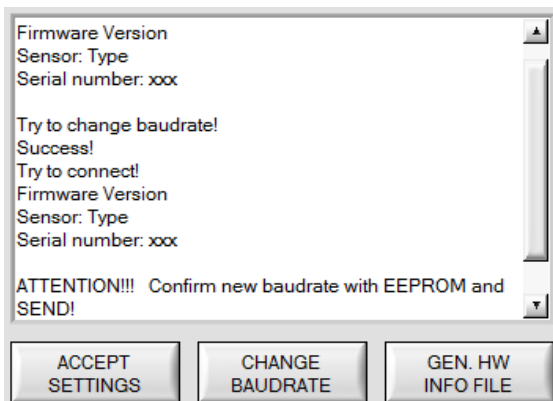 Firmware Version
Sensor: Type
Serial number: xxx
Try to change baudrate!
Success!
Try to connect!
Firmware Version
Sensor: Type
Serial number: xxx
ATTENTION!!!   Confirm new baudrate with EEPROM and
SEND!
ACCEPT
SETTINGS
CHANGE
BAUDRATE
GEN. HW
INFO FILE